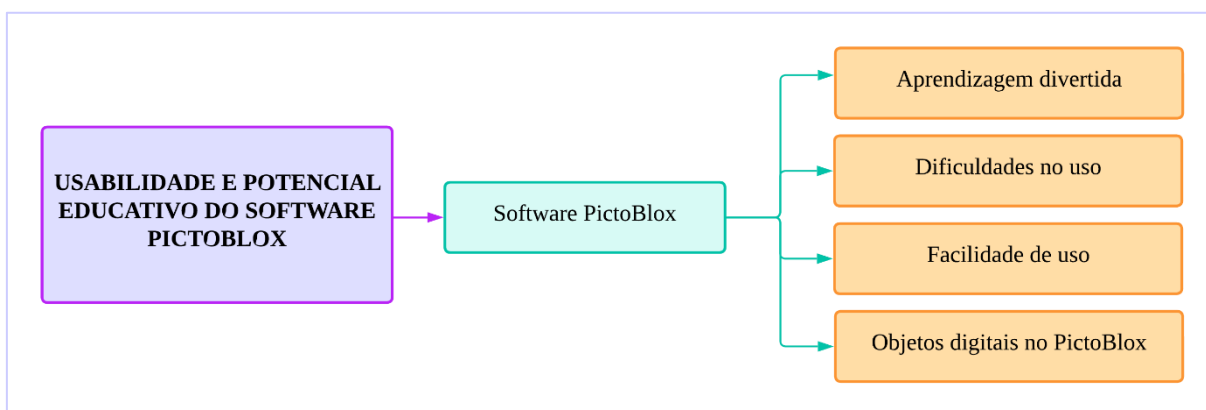 USABILIDADE E POTENCIAL
EDUCATIVO DO SOFTWARE
PICTOBLOX
Software PictoBlox
Aprendizagem divertida
Dificuldades no uso
Facilidade de uso
Objetos digitais no PictoBlox